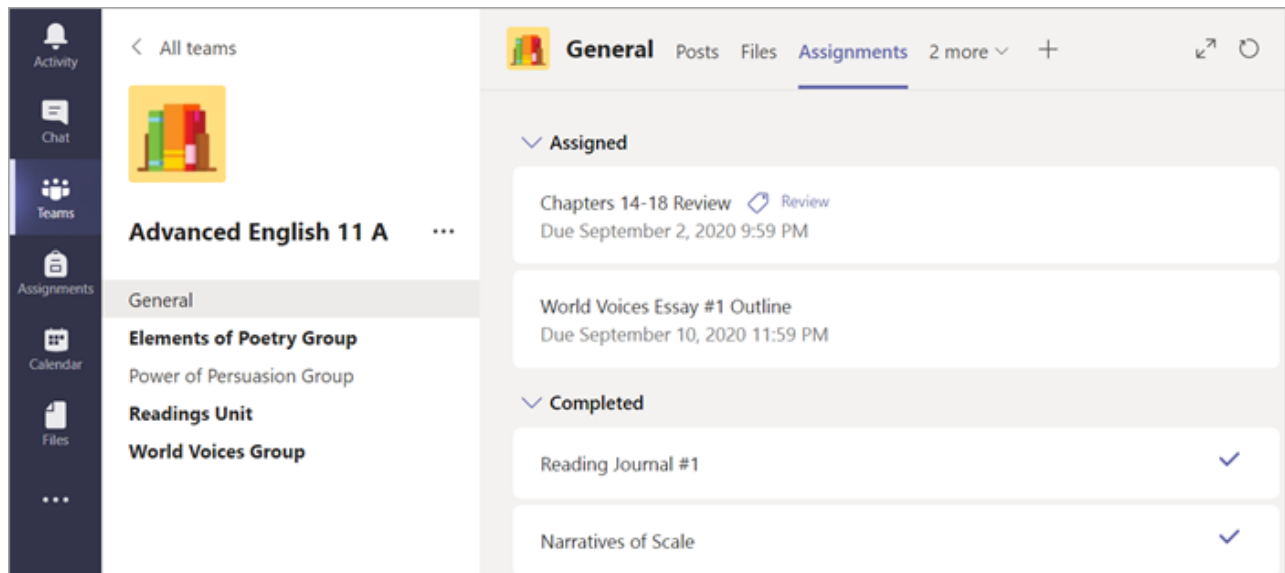 Activity
Chat
Teams
Assignments
Calendar
Files
All teams
Advanced English 11 A
General
Elements of Poetry Group
Power of Persuasion Group
Readings Unit
World Voices Group
General Posts Files Assignments 2 more
Assigned
Chapters 14-18 Review Review
Due September 2, 2020 9:59 PM
World Voices Essay #1 Outline
Due September 10, 2020 11:59 PM
Completed
Reading Journal #1
Narratives of Scale